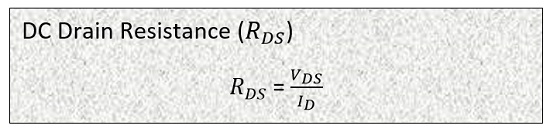 DC Drain Resistance (R_DS)
R_DS = V_DS / I_D